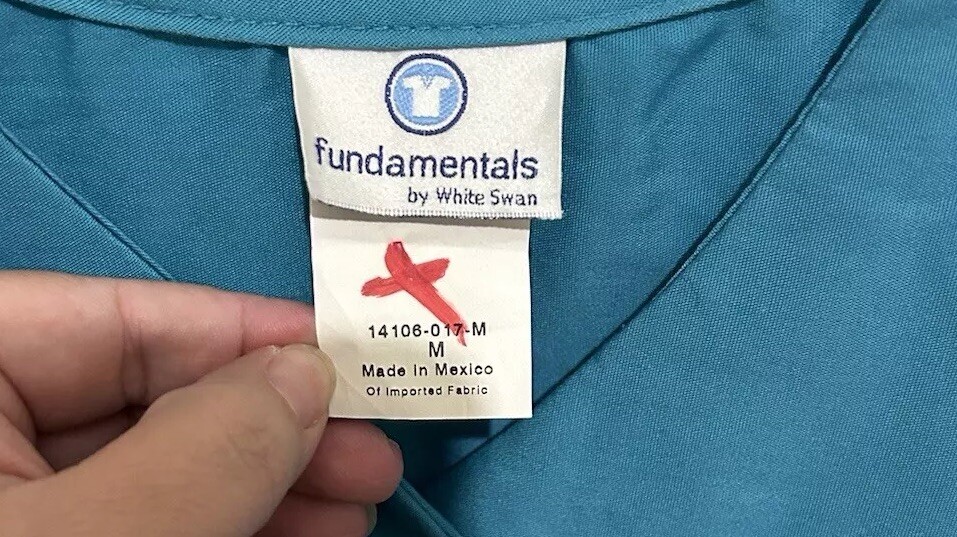 fundamentals
by White Swan
14106-017-M
M
Made in Mexico
Of Imported Fabric